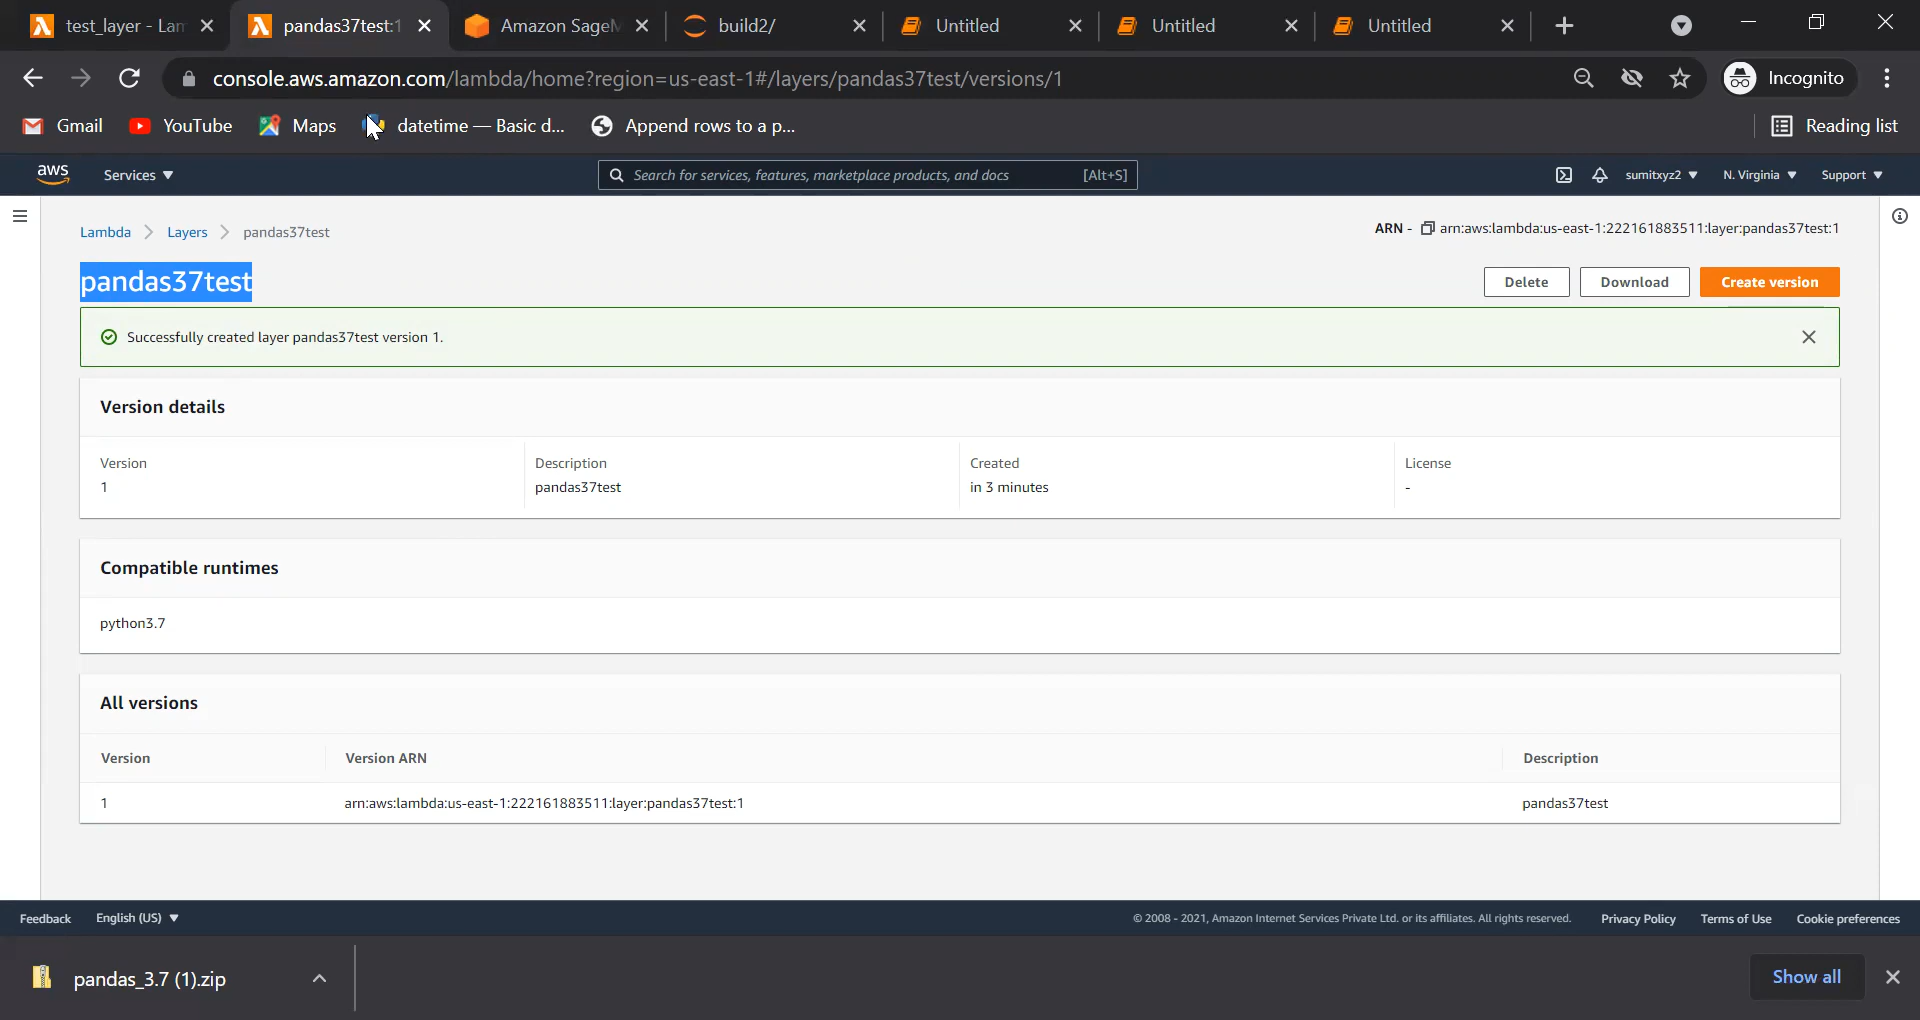 test_layer - Lam
pandas37test:1
Amazon SageM
build2/
Untitled
Untitled
Untitled
console.aws.amazon.com/lambda/home?region=us-east-1#/layers/pandas37test/versions/1
Incognito
Gmail
YouTube
Maps
datetime — Basic d...
Append rows to a p...
Reading list
aws
Services
Search for services, features, marketplace products, and docs
[Alt+S]
sumitxyz2
N. Virginia
Support
Lambda
Layers
pandas37test
ARN - arn:aws:lambda:us-east-1:222161883511:layer:pandas37test:1
pandas37test
Delete
Download
Create version
Successfully created layer pandas37test version 1.
Version details
Version
Description
Created
License
1
pandas37test
in 3 minutes
-
Compatible runtimes
python3.7
All versions
Version
Version ARN
Description
1
arn:aws:lambda:us-east-1:222161883511:layer:pandas37test:1
pandas37test
Feedback
English (US)
© 2008 - 2021, Amazon Internet Services Private Ltd. or its affiliates. All rights reserved.
Privacy Policy
Terms of Use
Cookie preferences
pandas_3.7 (1).zip
Show all